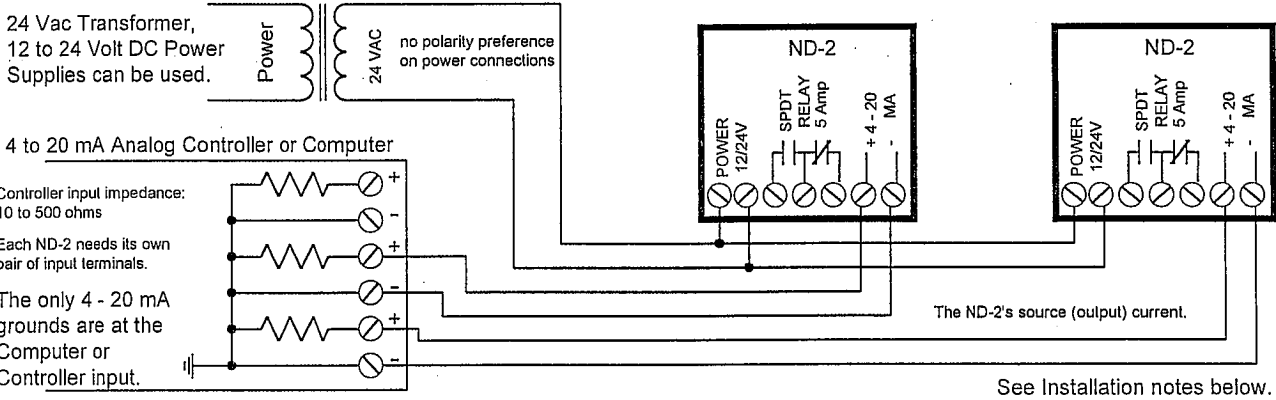 24 Vac Transformer,
12 to 24 Volt DC Power
Supplies can be used.
Power
24 VAC
no polarity preference
on power connections
4 to 20 mA Analog Controller or Computer
Controller input impedance:
10 to 500 ohms
Each ND-2 needs its own
pair of input terminals.
The only 4 - 20 mA
grounds are at the
Computer or
Controller input.
+
-
+
-
+
-
ND-2
POWER
12/24V
SPDT
RELAY
5 Amp
+ 4 - 20
- MA
ND-2
POWER
12/24V
SPDT
RELAY
5 Amp
+ 4 - 20
- MA
The ND-2's source (output) current.
See Installation notes below.